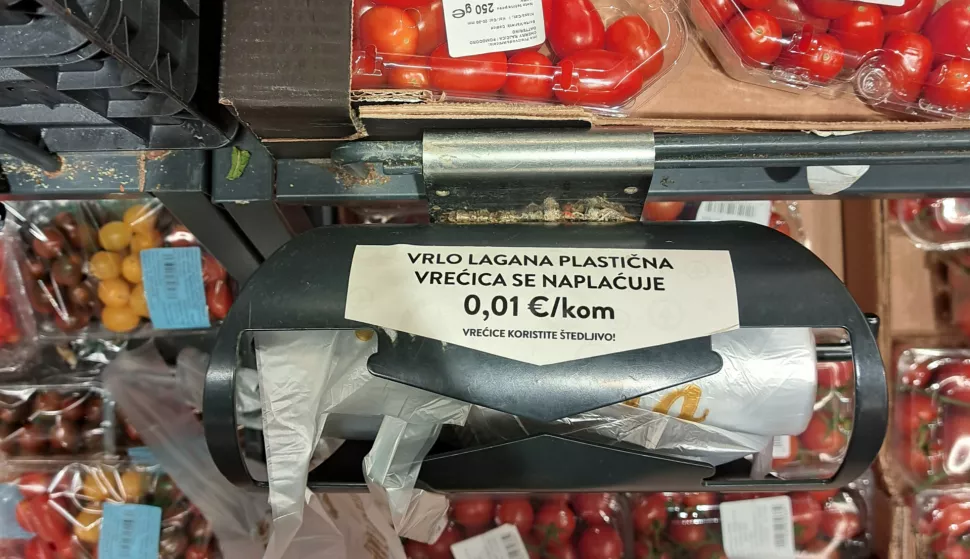 250 g e
VRLO LAGANA PLASTIČNA
VREĆICA SE NAPLAĆUJE
0,01 €/kom
VREĆICE KORISTITE ŠTEDLJIVO!